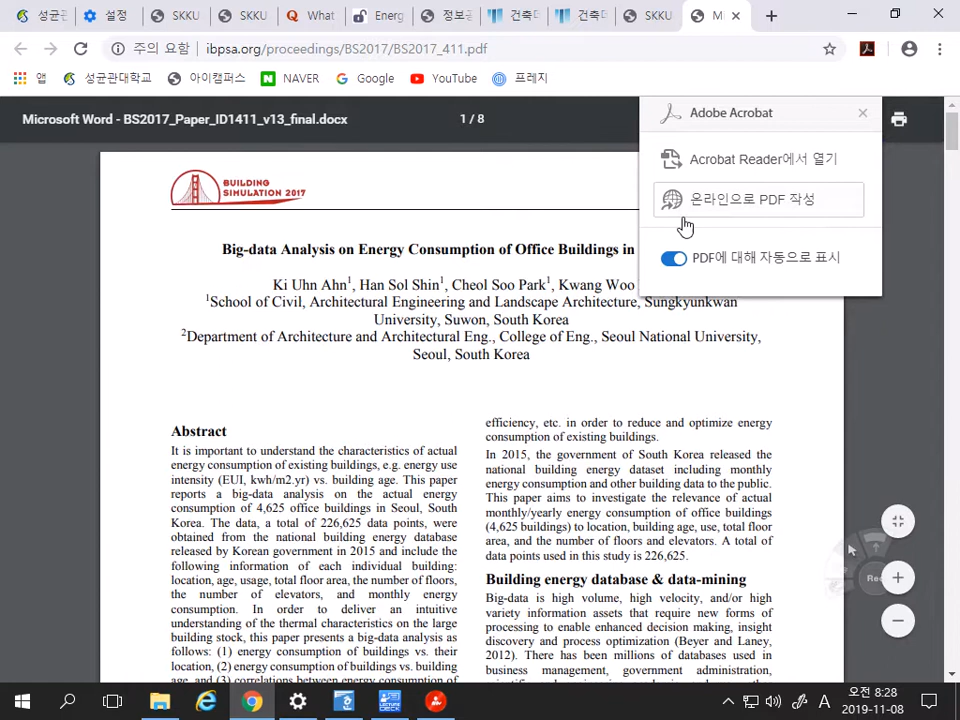 성균관
설정
SKKU
SKKU
What
Energ
정보공
건축데
건축데
SKKU
Mi
주의 요함
ibpsa.org/proceedings/BS2017/BS2017_411.pdf
앱
성균관대학교
아이캠퍼스
NAVER
Google
YouTube
프레지
Microsoft Word - BS2017_Paper_ID1411_v13_final.docx
1 / 8
Adobe Acrobat
Acrobat Reader에서 열기
온라인으로 PDF 작성
PDF에 대해 자동으로 표시
BUILDING
SIMULATION 2017
Big-data Analysis on Energy Consumption of Office Buildings in
Ki Uhn Ahn1, Han Sol Shin1, Cheol Soo Park1, Kwang Woo
1School of Civil, Architectural Engineering and Landscape Architecture, Sungkyunkwan
University, Suwon, South Korea
2Department of Architecture and Architectural Eng., College of Eng., Seoul National University,
Seoul, South Korea
Abstract
It is important to understand the characteristics of actual
energy consumption of existing buildings, e.g. energy use
intensity (EUI, kwh/m2.yr) vs. building age. This paper
reports a big-data analysis on the actual energy
consumption of 4,625 office buildings in Seoul, South
Korea. The data, a total of 226,625 data points, were
obtained from the national building energy database
released by Korean government in 2015 and include the
following information of each individual building:
location, age, usage, total floor area, the number of floors,
the number of elevators, and monthly energy
consumption. In order to deliver an intuitive
understanding of the thermal characteristics on the large
building stock, this paper presents a big-data analysis as
follows: (1) energy consumption of buildings vs. their
location, (2) energy consumption of buildings vs. building
age, and (3) correlations between energy consumption of
efficiency, etc. in order to reduce and optimize energy
consumption of existing buildings.
In 2015, the government of South Korea released the
national building energy dataset including monthly
energy consumption and other building data to the public.
This paper aims to investigate the relevance of actual
monthly/yearly energy consumption of office buildings
(4,625 buildings) to location, building age, use, total floor
area, and the number of floors and elevators. A total of
data points used in this study is 226,625.
Building energy database & data-mining
Big-data is high volume, high velocity, and/or high
variety information assets that require new forms of
processing to enable enhanced decision making, insight
discovery and process optimization (Beyer and Laney,
2012). There has been millions of databases used in
business management, government administration,
Rec
LECTURE
DECK
A
오전 8:28
2019-11-08